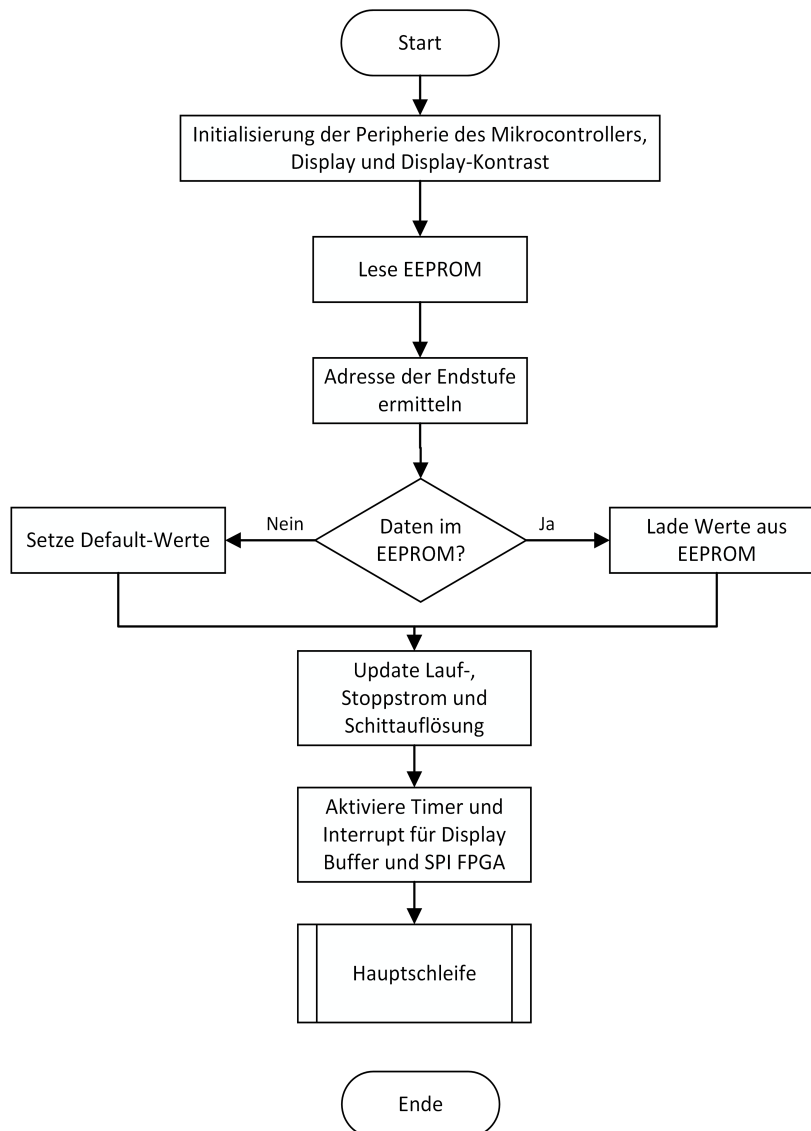 Start
Initialisierung der Peripherie des Mikrocontrollers,
Display und Display-Kontrast
Lese EEPROM
Adresse der Endstufe
ermitteln
Daten im
EEPROM?
Nein
Ja
Setze Default-Werte
Lade Werte aus
EEPROM
Update Lauf-,
Stoppstrom und
Schittauflösung
Aktiviere Timer und
Interrupt für Display
Buffer und SPI FPGA
Hauptschleife
Ende